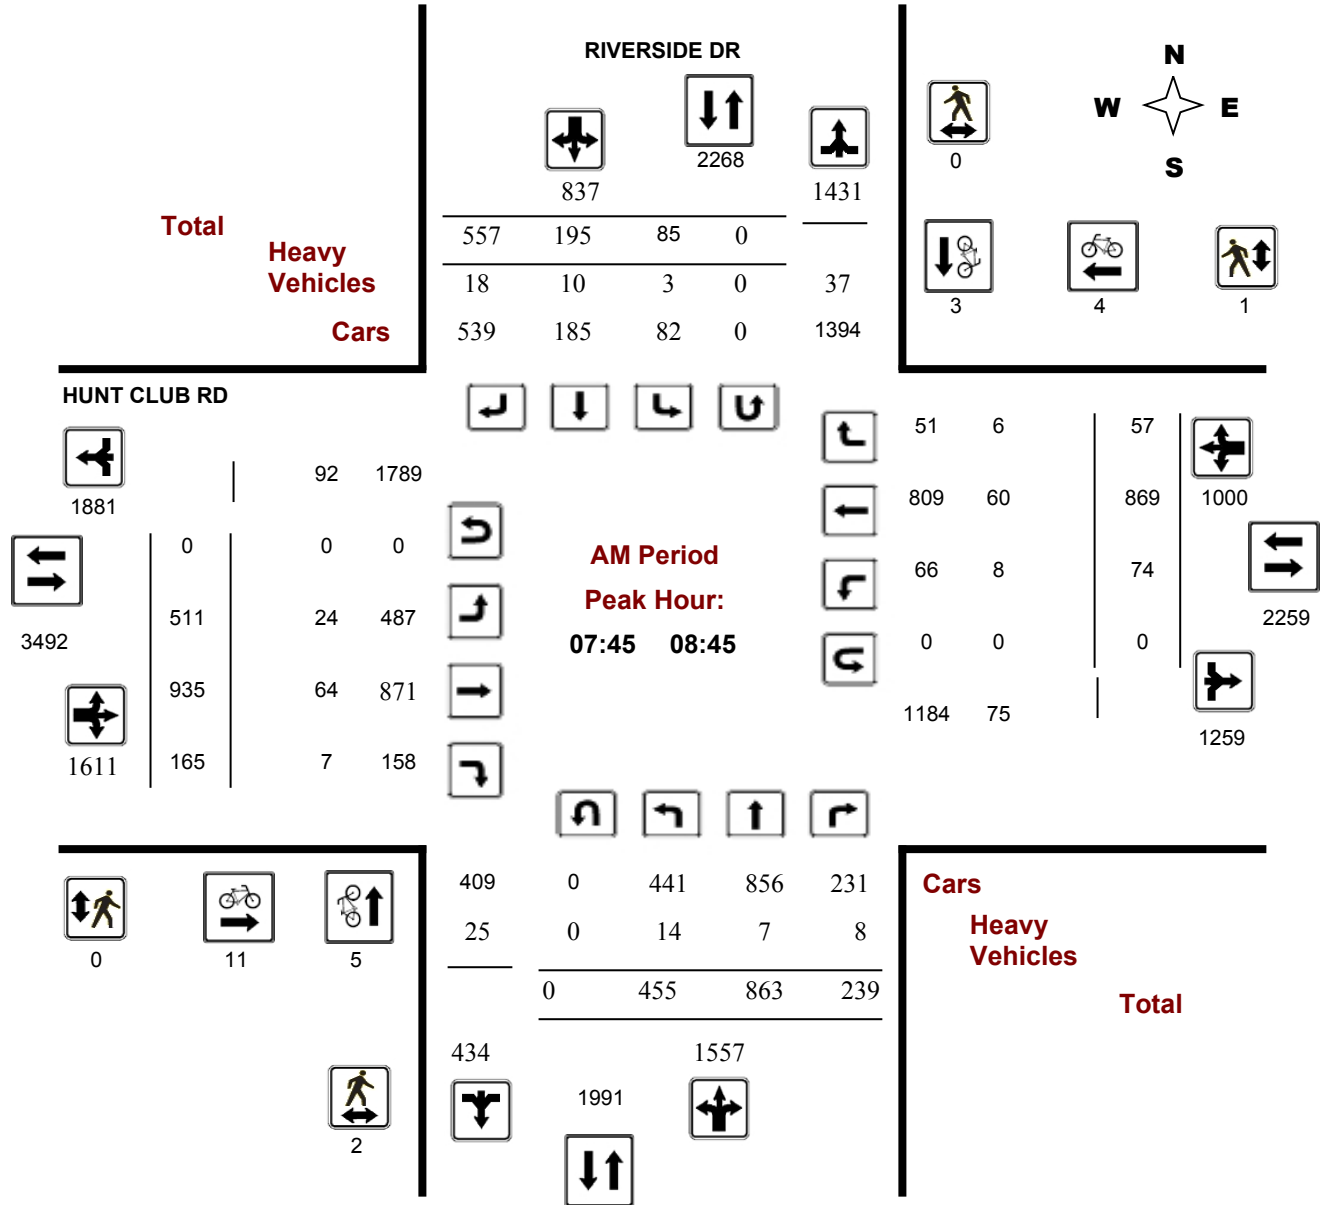 RIVERSIDE DR
N
W E
S
2268
0
837 1431
Total
557 195 85 0
Heavy
Vehicles
18 10 3 0 37
3 4 1
Cars
539 185 82 0 1394
HUNT CLUB RD
51 6 57
92 1789
1881
809 60 869 1000
0 0 0
AM Period
66 8 74
Peak Hour:
511 24 487
2259
3492
07:45 08:45
0 0 0
935 64 871
1184 75
1259
1611 165 7 158
409 0 441 856 231
Cars
25 0 14 7 8
Heavy
Vehicles
0 11 5
0 455 863 239
Total
434 1557
1991
2